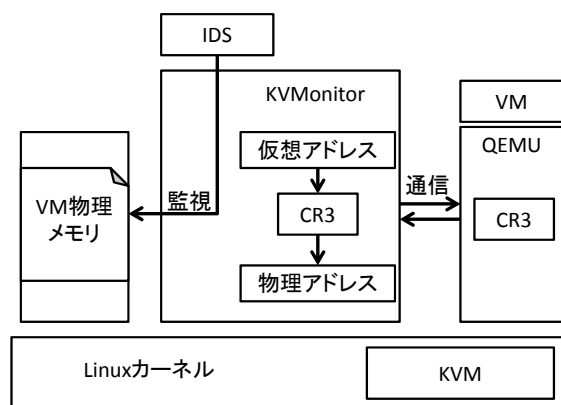 IDS
KVMonitor
VM
QEMU
仮想アドレス
通信
VM物理
メモリ
監視
CR3
CR3
物理アドレス
Linuxカーネル
KVM